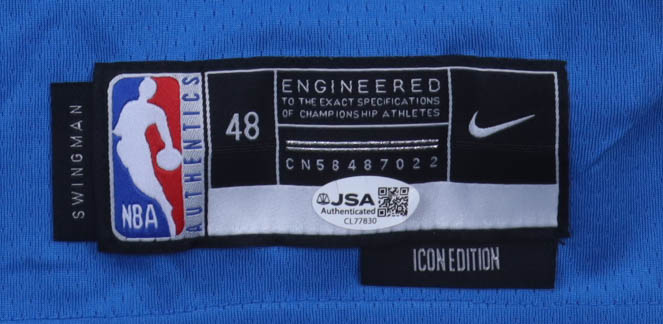 SWINGMAN
NBA
AUTHENTICS
48
ENGINEERED
TO THE EXACT SPECIFICATIONS
OF CHAMPIONSHIP ATHLETES
CN58487022
JSA
Authenticated
CL77830
ICON EDITION